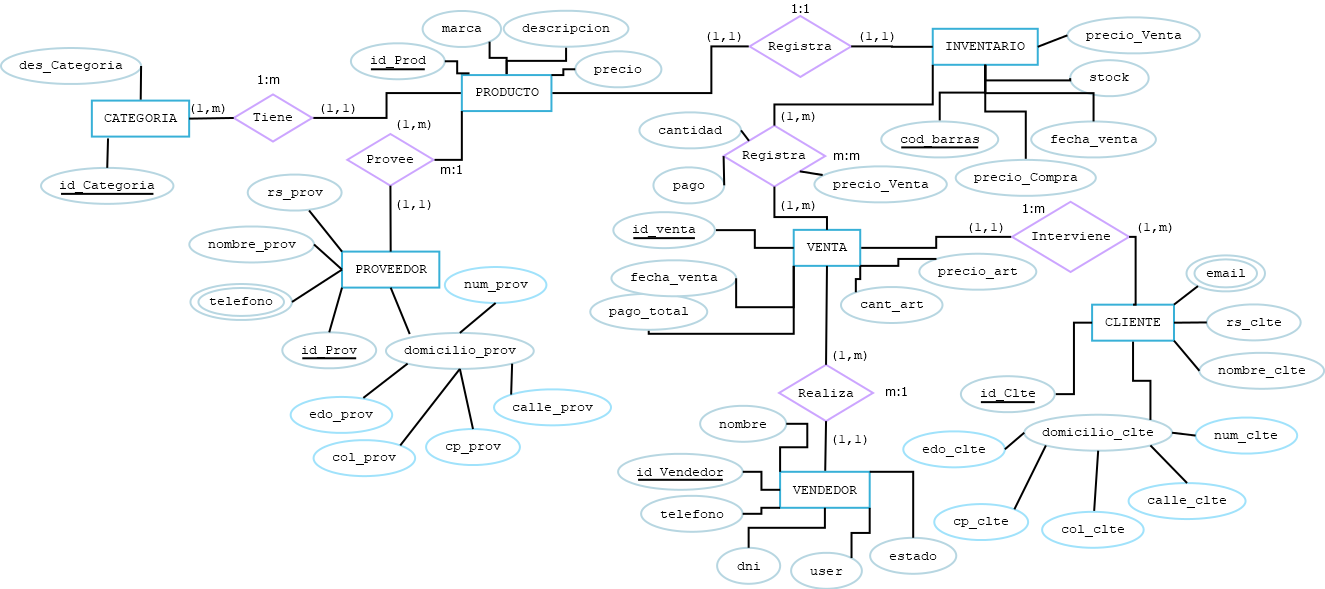 1:1
marca
descripcion
(1,1)
Registra
(1,1)
INVENTARIO
precio_Venta
des_Categoria
id_Prod
precio
stock
1:m
PRODUCTO
(1,m)
Tiene
(1,1)
CATEGORIA
(1,m)
(1,m)
cantidad
cod_barras
fecha_venta
Provee
m:1
Registra
m:m
id_Categoria
rs_prov
pago
precio_Venta
precio_Compra
(1,1)
(1,m)
1:m
id_venta
(1,1)
(1,m)
nombre_prov
VENTA
Interviene
PROVEEDOR
fecha_venta
precio_art
email
telefono
num_prov
pago_total
cant_art
CLIENTE
rs_clte
id_Prov
domicilio_prov
(1,m)
nombre_clte
Realiza
m:1
id_Clte
edo_prov
calle_prov
nombre
(1,1)
domicilio_clte
num_clte
col_prov
cp_prov
edo_clte
id_Vendedor
VENDEDOR
calle_clte
telefono
cp_clte
col_clte
dni
user
estado